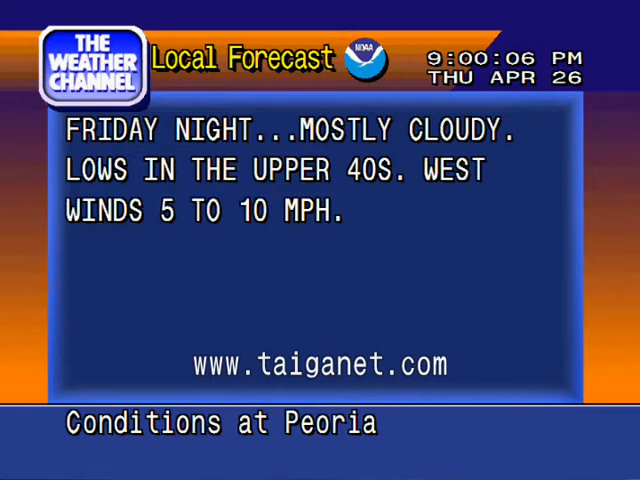 THE
WEATHER
CHANNEL
Local Forecast
NOAA
9:00:06 PM
THU APR 26
FRIDAY NIGHT...MOSTLY CLOUDY.
LOWS IN THE UPPER 40S. WEST
WINDS 5 TO 10 MPH.
www.taiganet.com
Conditions at Peoria